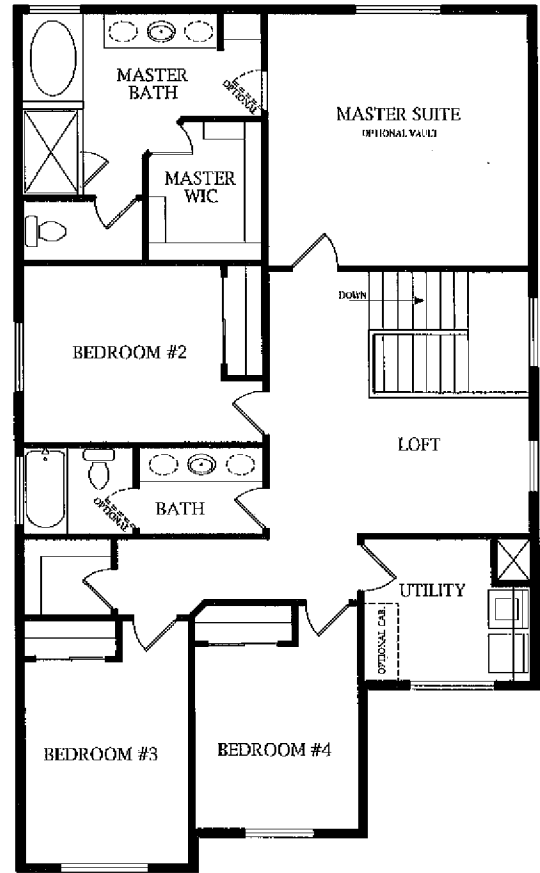 MASTER
BATH
OPTIONAL
MASTER SUITE
OPTIONAL VAULT
MASTER
WIC
DOWN
BEDROOM #2
LOFT
OPTIONAL
BATH
UTILITY
OPTIONAL CAB.
BEDROOM #3
BEDROOM #4